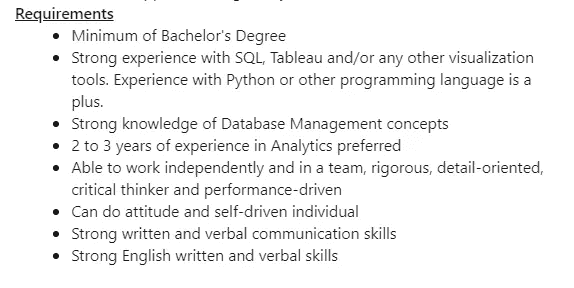 Requirements
• Minimum of Bachelor's Degree
• Strong experience with SQL, Tableau and/or any other visualization
tools. Experience with Python or other programming language is a
plus.
• Strong knowledge of Database Management concepts
• 2 to 3 years of experience in Analytics preferred
• Able to work independently and in a team, rigorous, detail-oriented,
critical thinker and performance-driven
• Can do attitude and self-driven individual
• Strong written and verbal communication skills
• Strong English written and verbal skills